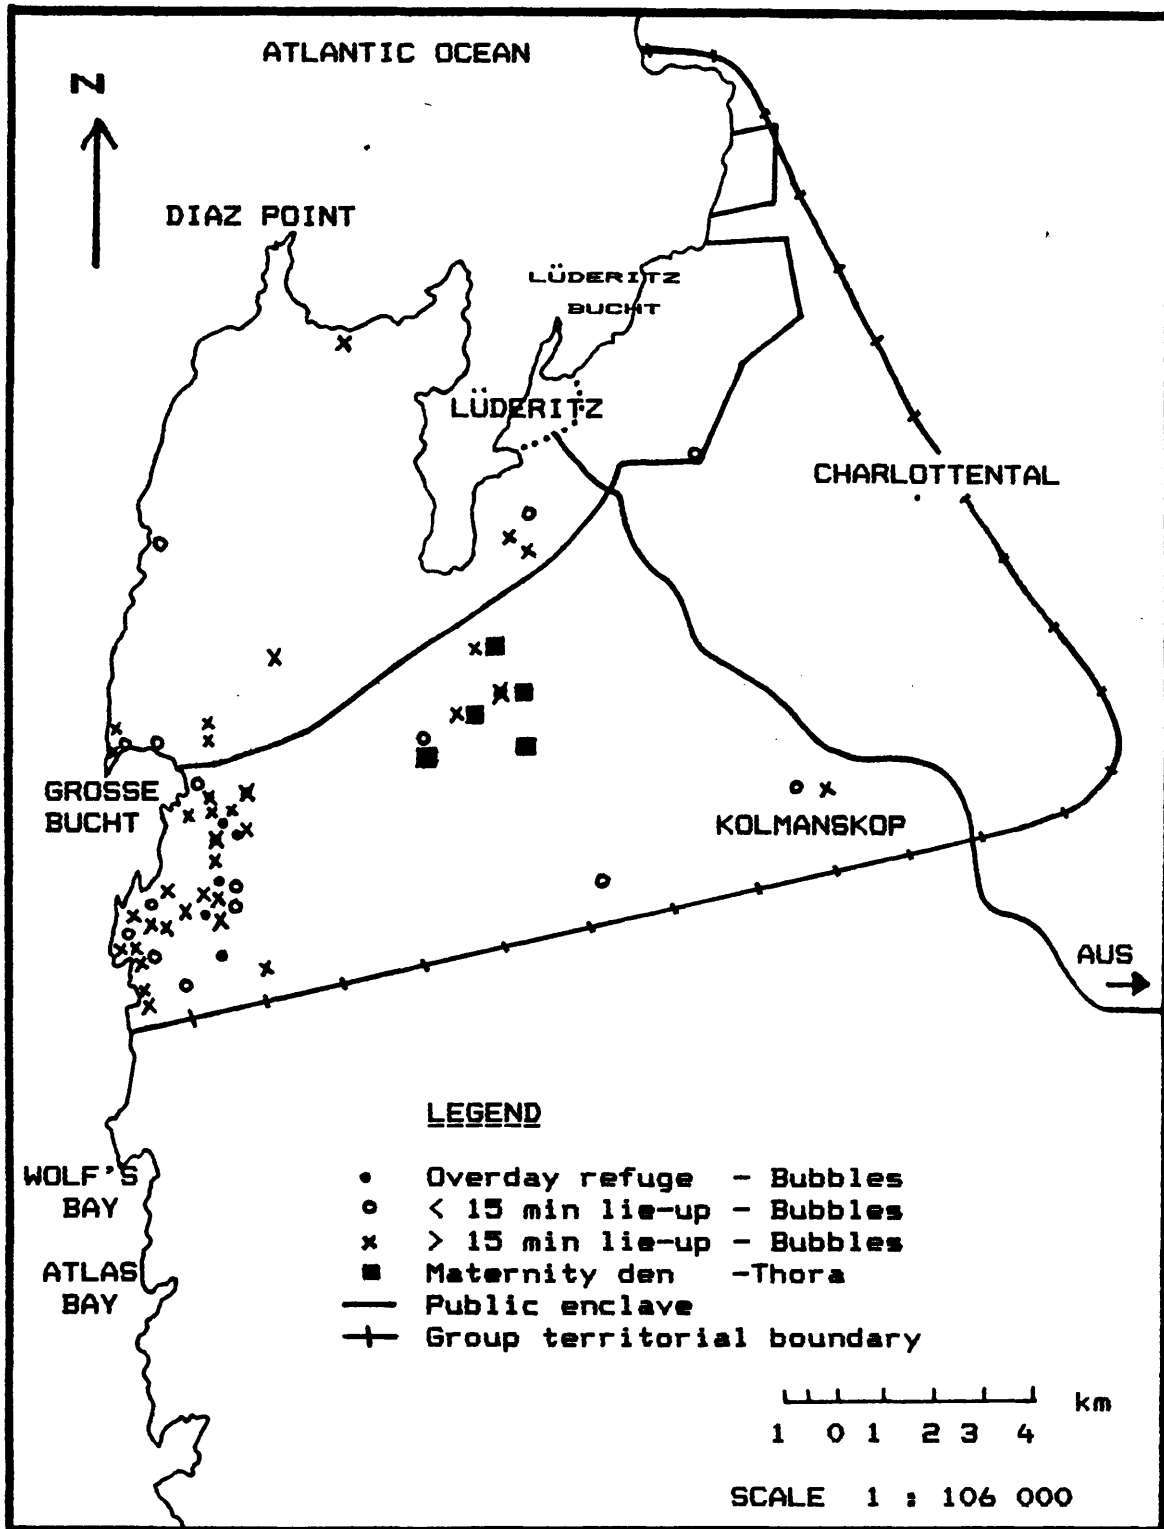 ATLANTIC OCEAN
N
DIAZ POINT
LÜDERITZ
BUCHT
LÜDERITZ
CHARLOTTENTAL
GROSSE
BUCHT
KOLMANSKOP
AUS
LEGEND
Overday refuge - Bubbles
< 15 min lie-up - Bubbles
> 15 min lie-up - Bubbles
Maternity den -Thora
Public enclave
Group territorial boundary
WOLF'S
BAY
ATLAS
BAY
km
1 0 1 2 3 4
SCALE 1 : 106 000